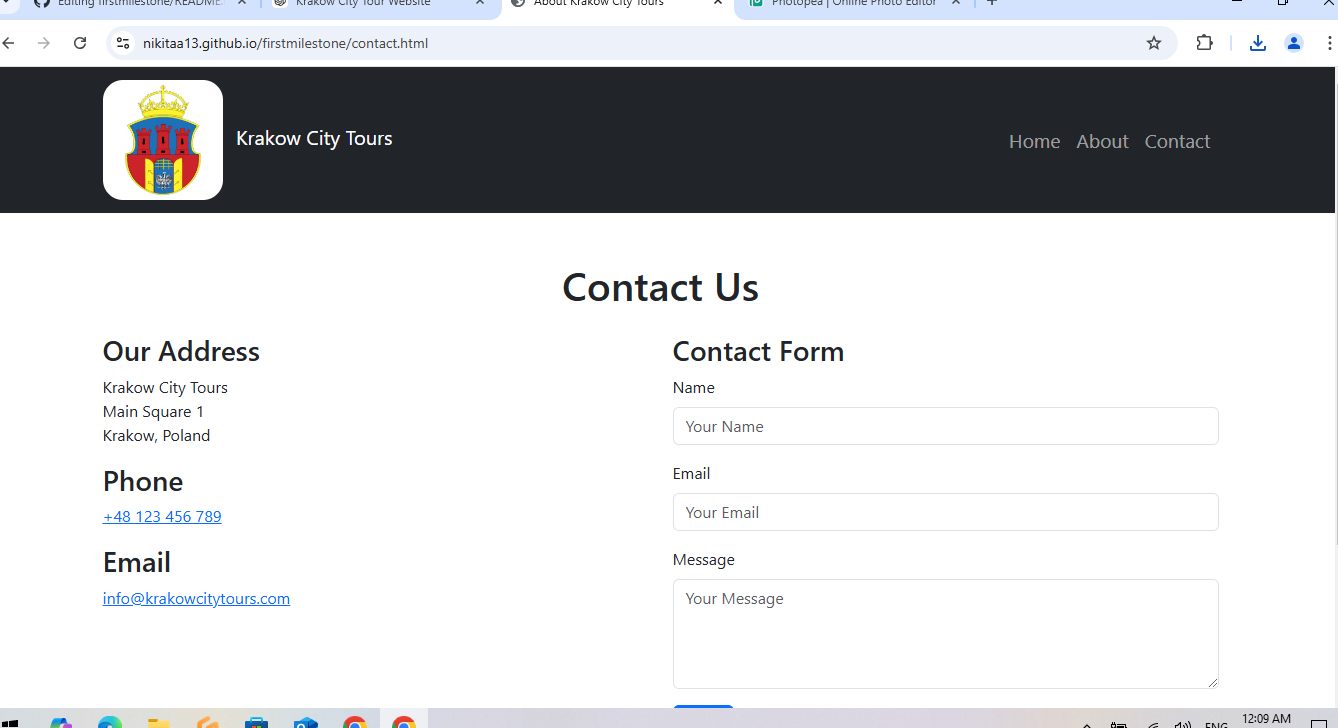 Editing firstmilestone/README.
Krakow City Tour Website
About Krakow City Tours
Photopea | Online Photo Editor
nikitaa13.github.io/firstmilestone/contact.html
Krakow City Tours
Home About Contact
Contact Us
Our Address
Krakow City Tours
Main Square 1
Krakow, Poland
Phone
+48 123 456 789
Email
info@krakowcitytours.com
Contact Form
Name
Your Name
Email
Your Email
Message
Your Message
ENG
12:09 AM